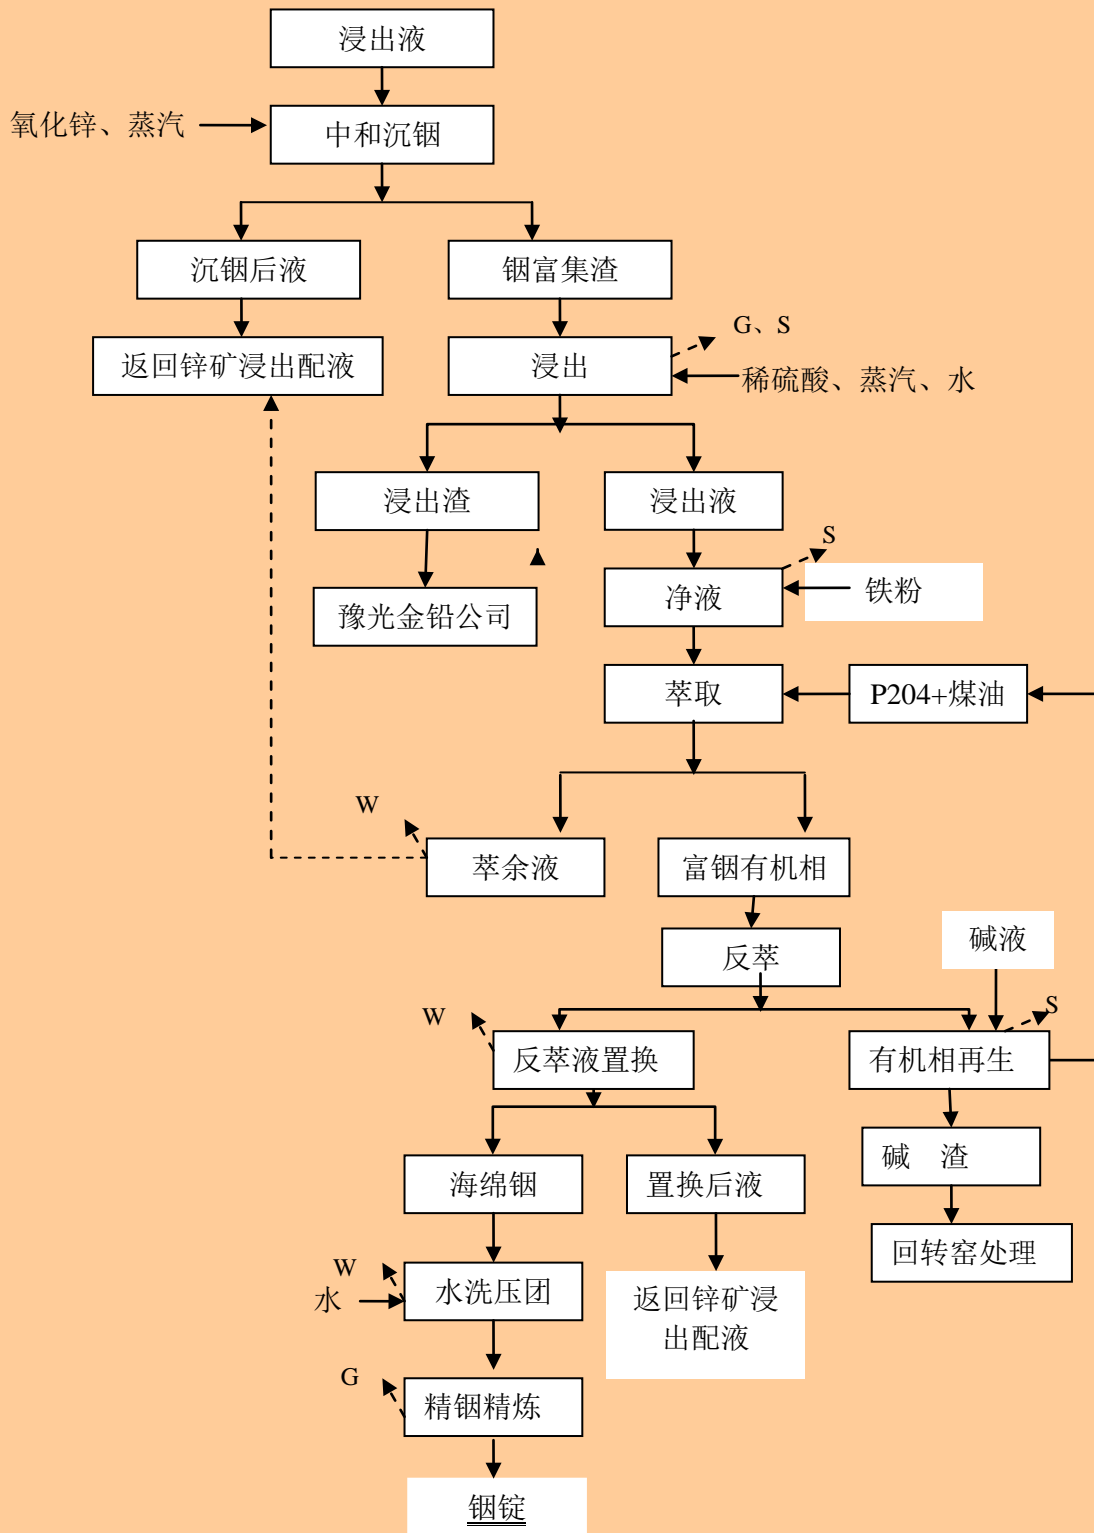 浸出液
氧化锌、蒸汽
中和沉铟
沉铟后液
铟富集渣
G、S
返回锌矿浸出配液
浸出
稀硫酸、蒸汽、水
浸出渣
浸出液
S
净液
铁粉
豫光金铅公司
萃取
P204+煤油
W
萃余液
富铟有机相
反萃
碱液
W
S
反萃液置换
有机相再生
碱 渣
海绵铟
置换后液
回转窑处理
W
水
水洗压团
返回锌矿浸
出配液
G
精铟精炼
铟锭